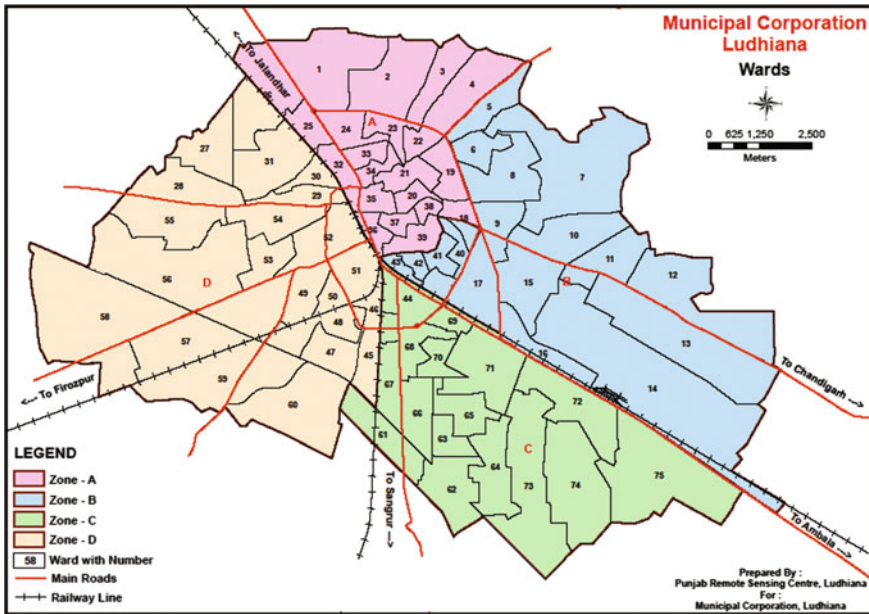 Municipal Corporation
Ludhiana
Wards
0 625 1,250 2,500
Meters
<--- To Jalandhar
1
2
3
4
5
25
24
A
23
22
6
27
31
32
33
34
21
19
8
7
30
28
29
35
20
38
18
9
55
54
52
36
37
39
10
53
51
43
42
41
40
17
15
B
11
12
56
D
58
49
50
46
44
13
57
48
69
47
45
68
70
71
16
14
59
67
72
60
66
65
61
63
64
C
62
73
74
75
<--- To Firozpur
To Sangrur --->
To Chandigarh --->
To Ambala --->
LEGEND
Zone - A
Zone - B
Zone - C
Zone - D
58 Ward with Number
Main Roads
Railway Line
Prepared By :
Punjab Remote Sensing Centre, Ludhiana
For :
Municipal Corporation, Ludhiana